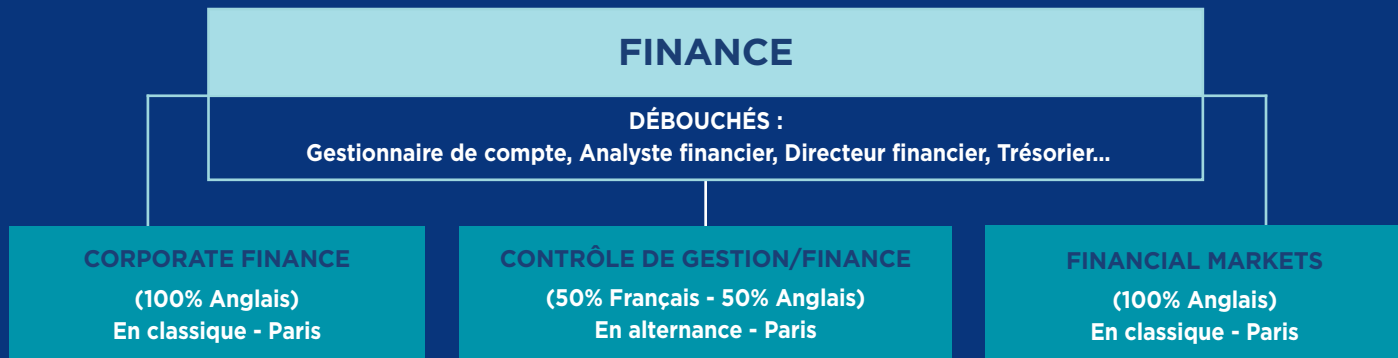 FINANCE
DÉBOUCHÉS :
Gestionnaire de compte, Analyste financier, Directeur financier, Trésorier...
CORPORATE FINANCE
(100% Anglais)
En classique - Paris
CONTRÔLE DE GESTION/FINANCE
(50% Français - 50% Anglais)
En alternance - Paris
FINANCIAL MARKETS
(100% Anglais)
En classique - Paris